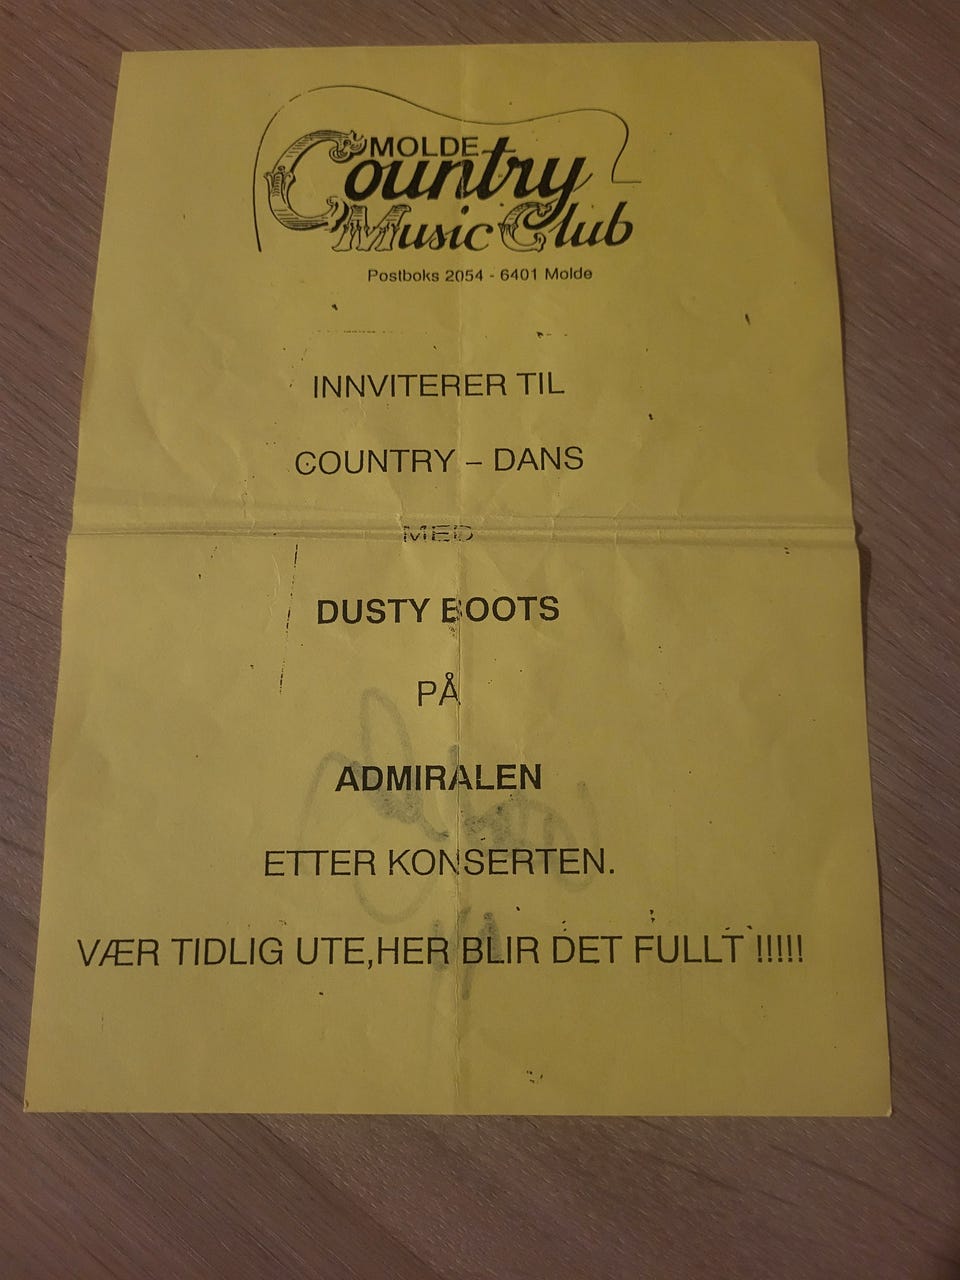 MOLDE
Country
Music Club
Postboks 2054 - 6401 Molde
INNVITERER TIL
COUNTRY – DANS
MED
DUSTY BOOTS
PÅ
ADMIRALEN
ETTER KONSERTEN.
VÆR TIDLIG UTE,HER BLIR DET FULLT !!!!!